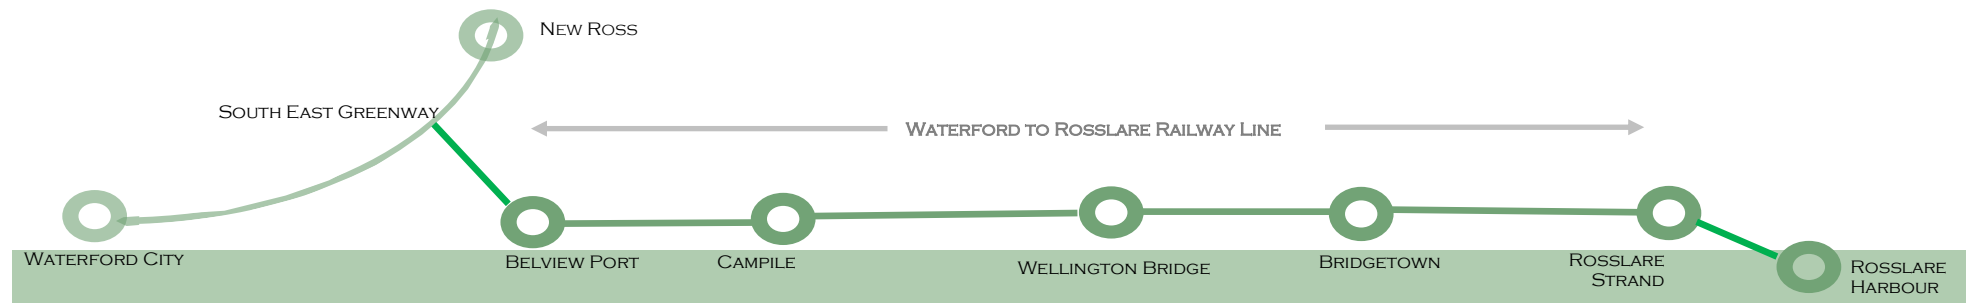 New Ross
South East Greenway
Waterford to Rosslare Railway Line
Waterford City
Belview Port
Campile
Wellington Bridge
Bridgetown
Rosslare
Strand
Rosslare
Harbour